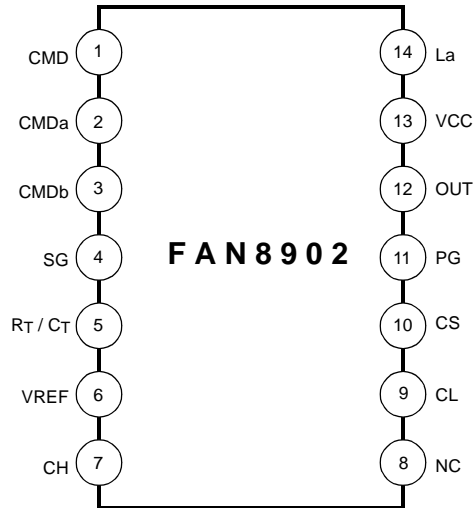 CMD 1 14 La
CMDa 2 13 VCC
CMDb 3 12 OUT
FAN8902
SG 4 11 PG
RT / CT 5 10 CS
VREF 6 9 CL
CH 7 8 NC